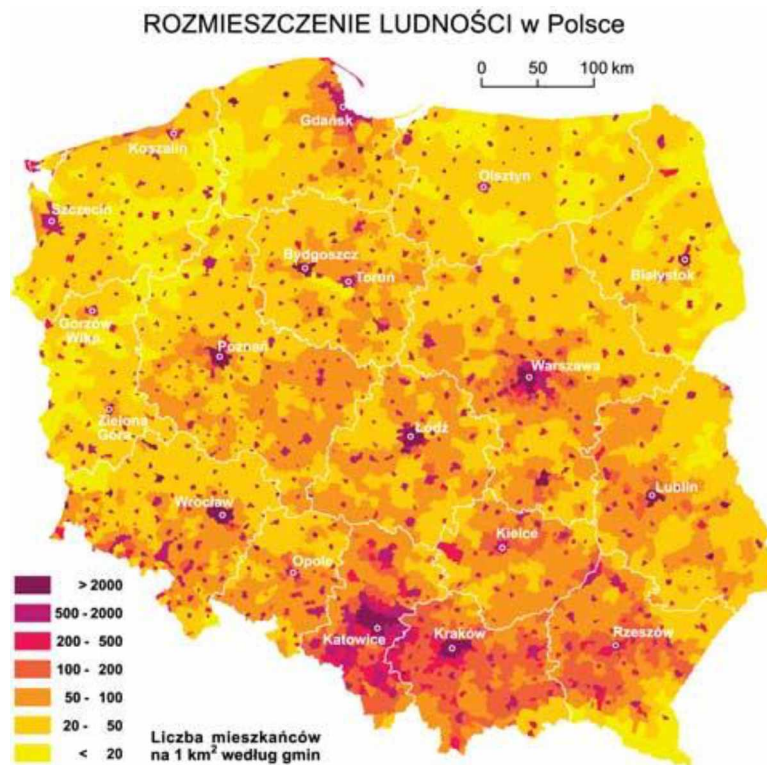 ROZMIESZCZENIE LUDNOŚCI w Polsce
0 50 100 km
Gdańsk
Koszalin
Olsztyn
Szczecin
Bydgoszcz
Toruń
Białystok
Gorzów
Wlkp.
Poznań
Warszawa
Zielona
Góra
Łódź
Wrocław
Lublin
Kielce
Opole
Katowice
Kraków
Rzeszów
> 2000
500 - 2000
200 - 500
100 - 200
50 - 100
20 - 50
< 20
Liczba mieszkańców
na 1 km² według gmin